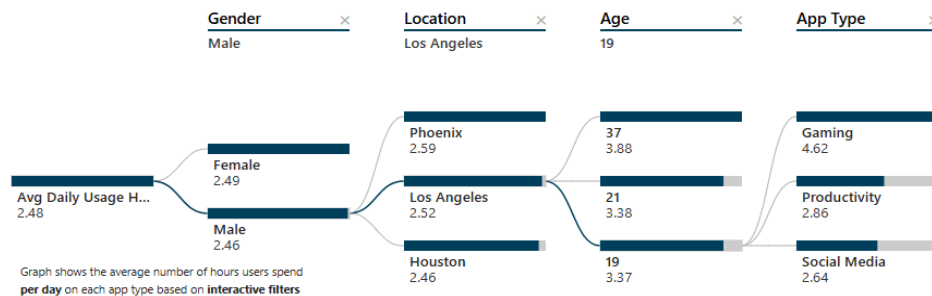 Gender ×
Male
Location ×
Los Angeles
Age ×
19
App Type ×
Avg Daily Usage H...
2.48
Female
2.49
Male
2.46
Phoenix
2.59
Los Angeles
2.52
Houston
2.46
37
3.88
21
3.38
19
3.37
Gaming
4.62
Productivity
2.86
Social Media
2.64
Graph shows the average number of hours users spend
per day on each app type based on interactive filters